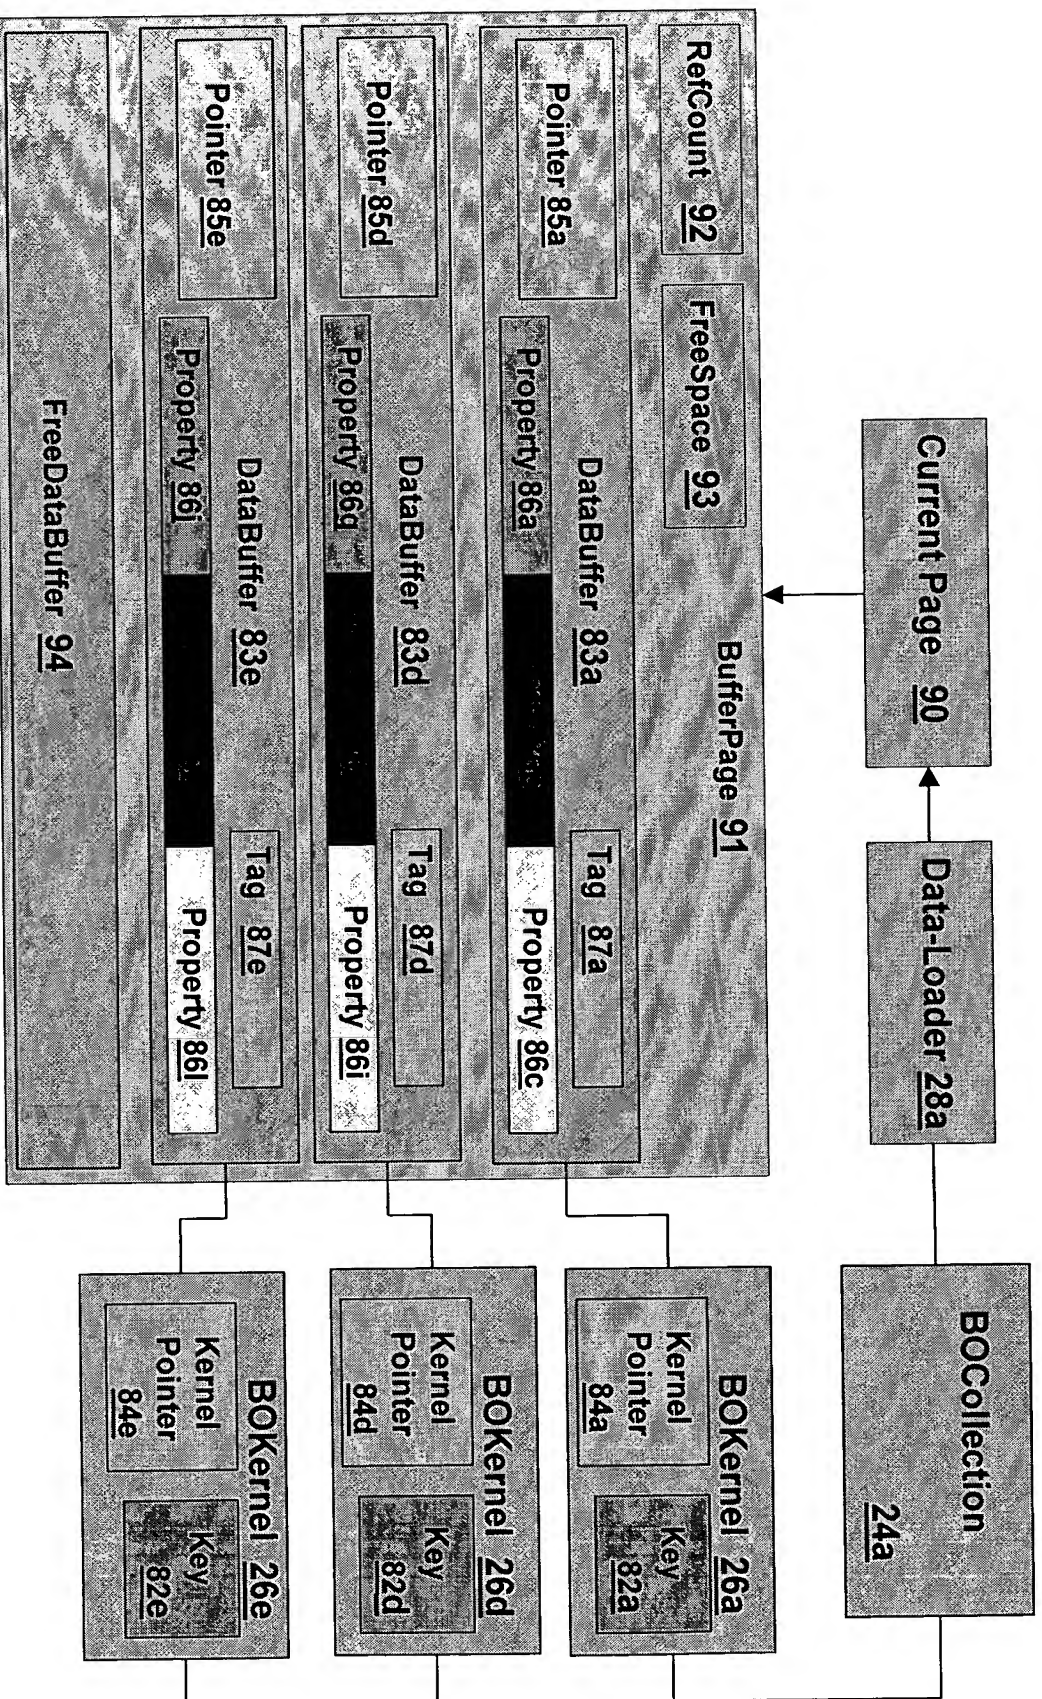 Current Page 90
Data-Loader 28a
BOCollection
24a
RefCount 92
FreeSpace 93
BufferPage 91
Pointer 85a
DataBuffer 83a
Tag 87a
Property 86a
Property 86c
BOKernel 26a
Kernel
Pointer
84a
Key
82a
Pointer 85d
DataBuffer 83d
Tag 87d
Property 86g
Property 86i
BOKernel 26d
Kernel
Pointer
84d
Key
82d
Pointer 85e
DataBuffer 83e
Tag 87e
Property 86j
Property 86l
BOKernel 26e
Kernel
Pointer
84e
Key
82e
FreeDataBuffer 94